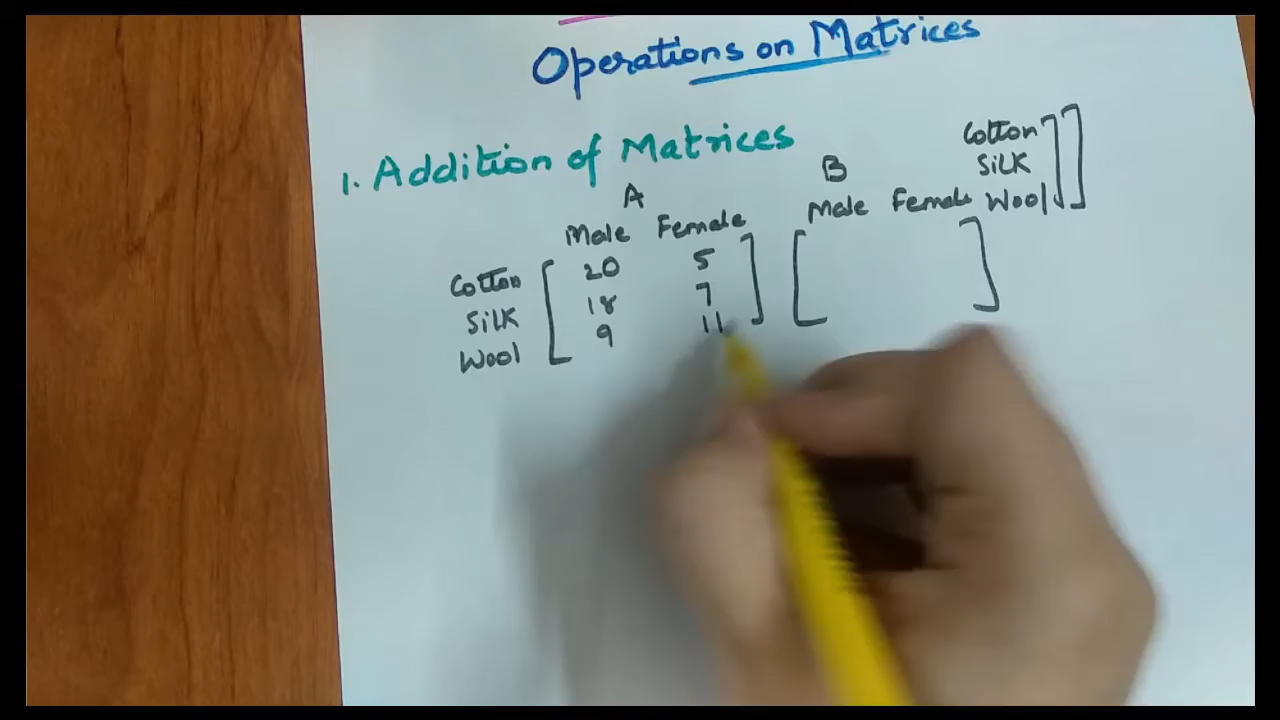 Operations on Matrices
1. Addition of Matrices
Cotton
SiLK
Wool
A
B
Male Female
Male Female
Cotton 20 5
SiLK 18 7
Wool 9 11